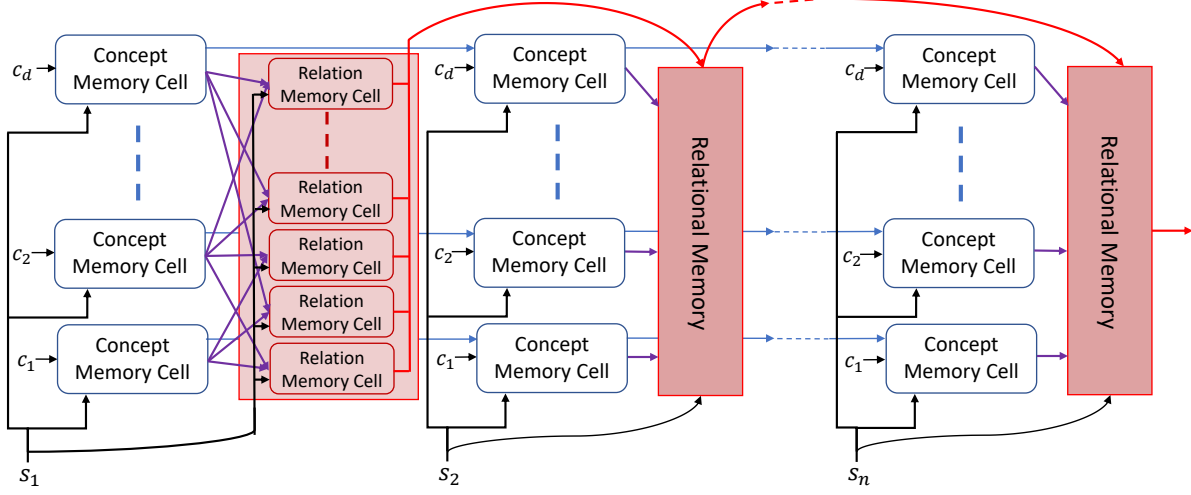 c_d
Concept
Memory Cell
Relation
Memory Cell
Relation
Memory Cell
c_2
Concept
Memory Cell
Relation
Memory Cell
Relation
Memory Cell
c_1
Concept
Memory Cell
Relation
Memory Cell
s_1
c_d
Concept
Memory Cell
c_2
Concept
Memory Cell
c_1
Concept
Memory Cell
Relational Memory
s_2
c_d
Concept
Memory Cell
c_2
Concept
Memory Cell
c_1
Concept
Memory Cell
Relational Memory
s_n